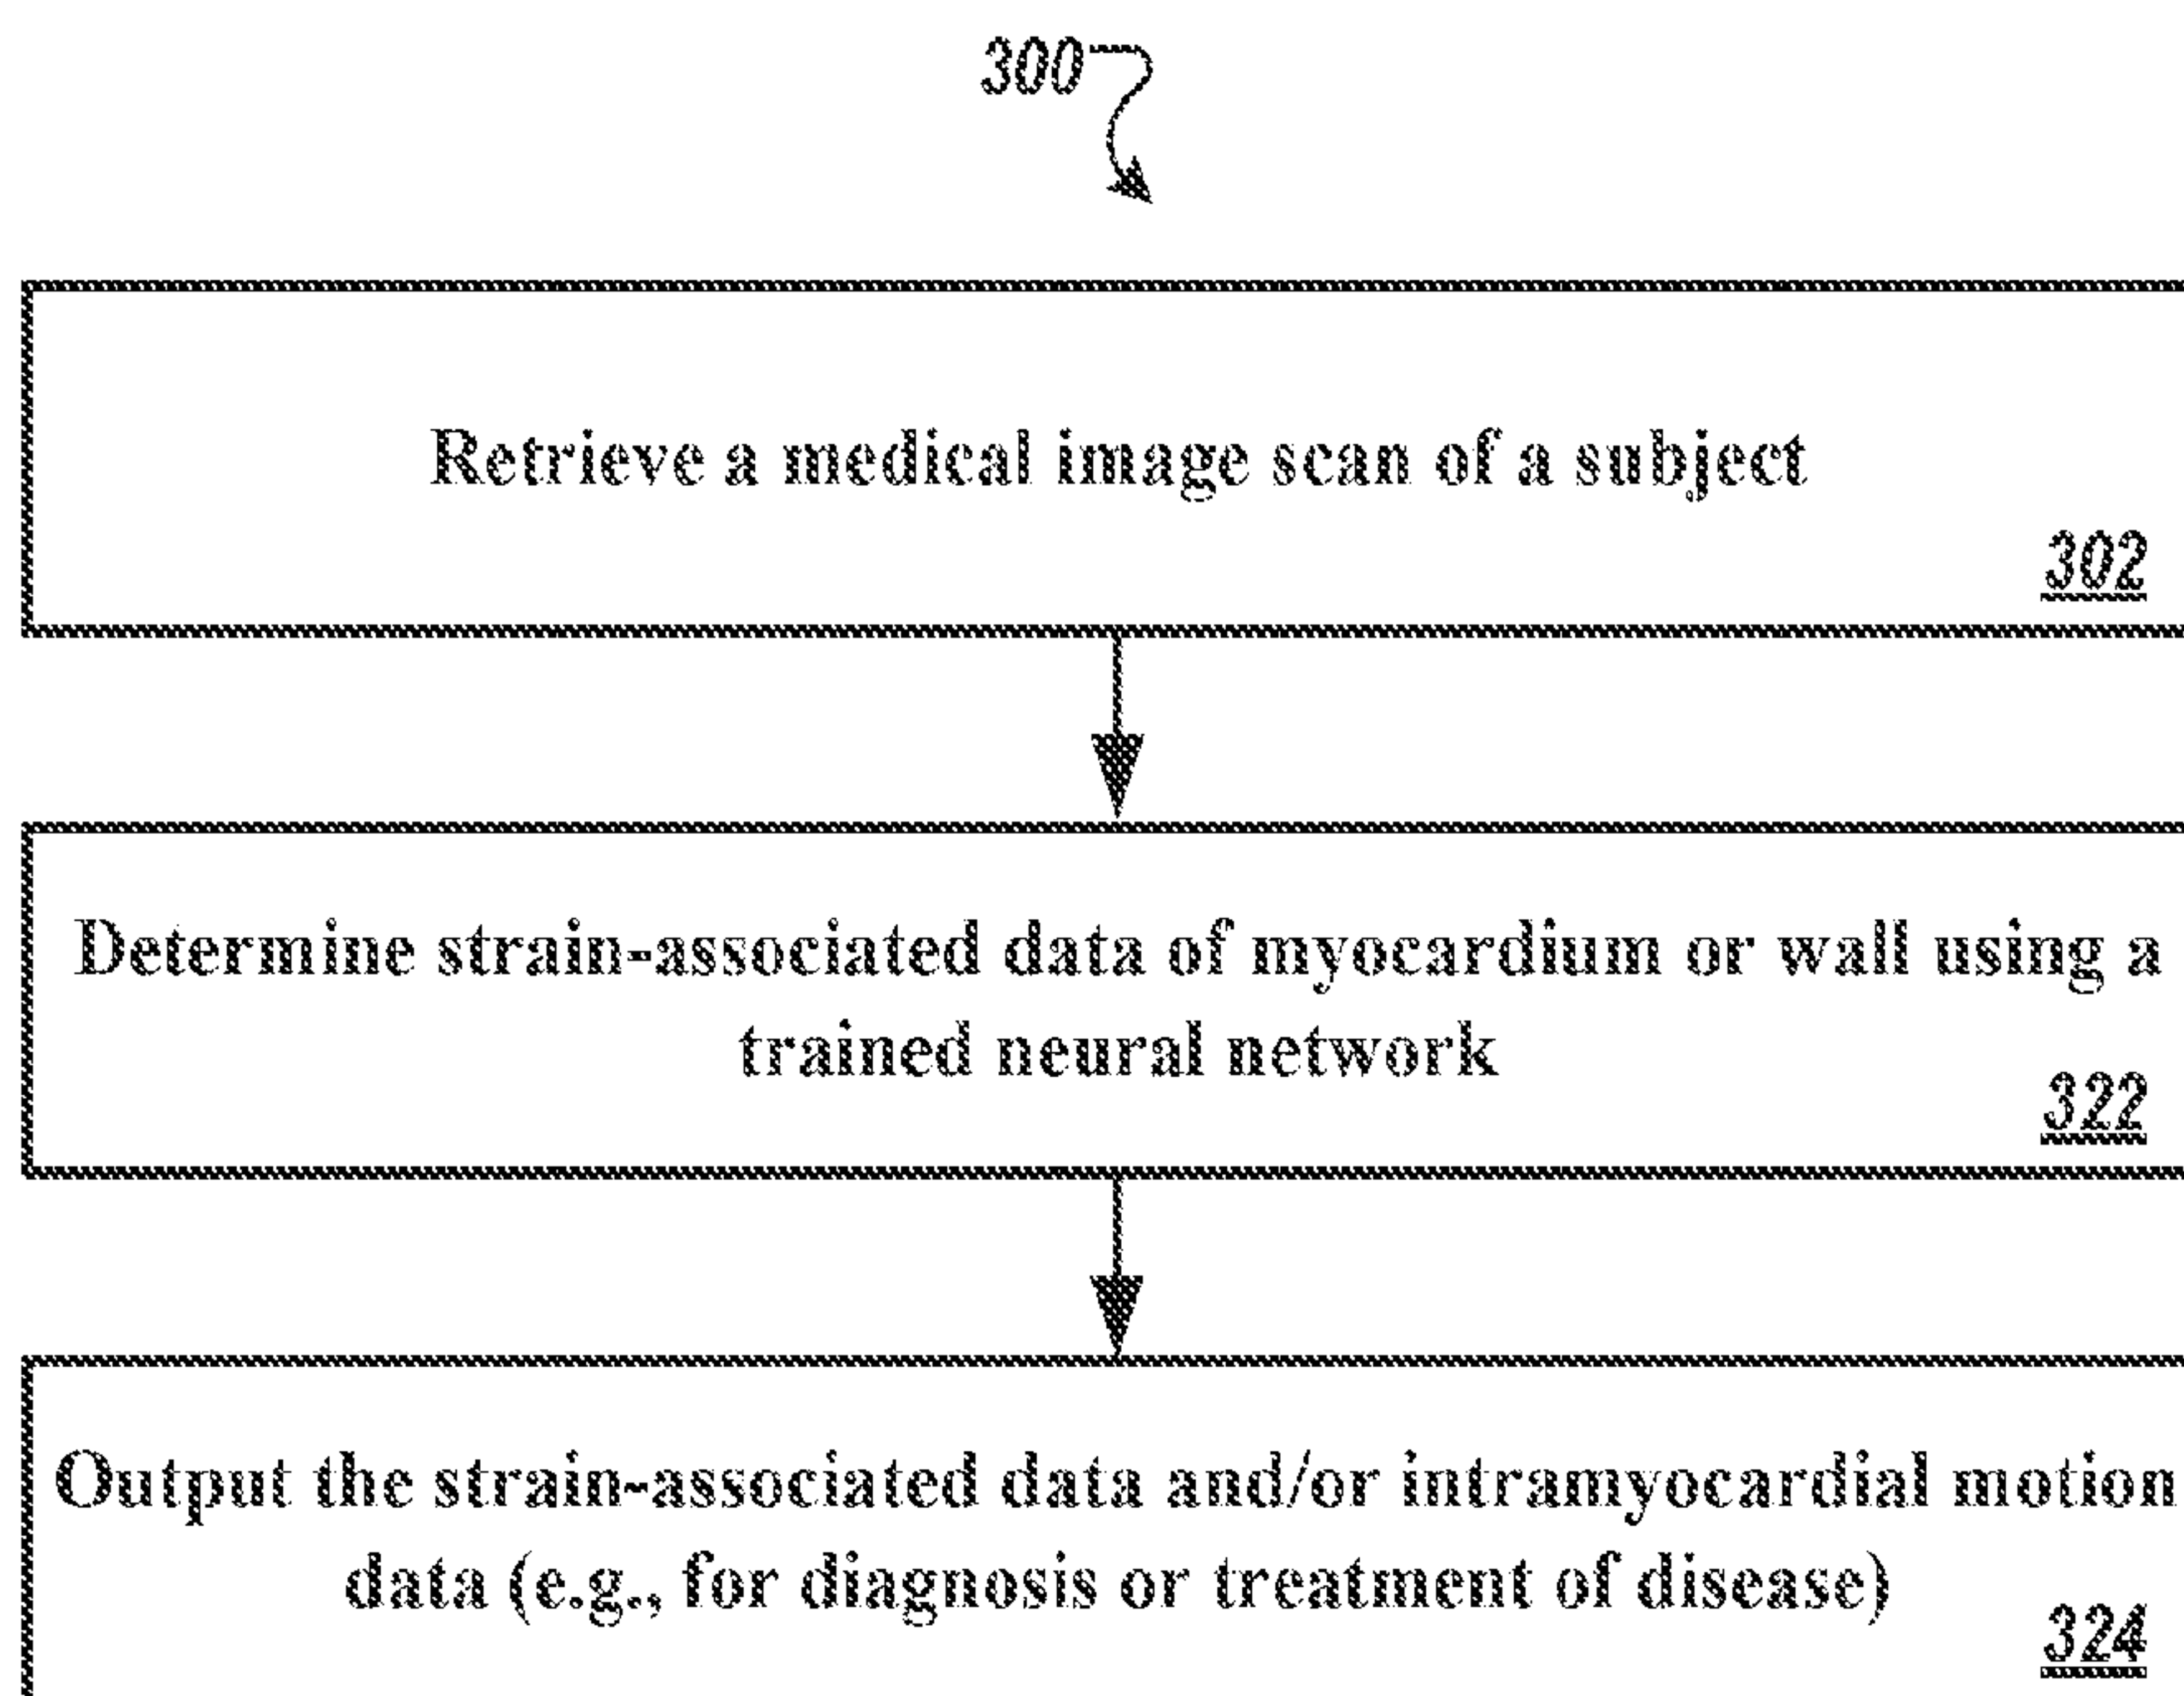 300
Retrieve a medical image scan of a subject
302
Determine strain-associated data of myocardium or wall using a
trained neural network
322
Output the strain-associated data and/or intramyocardial motion
data (e.g., for diagnosis or treatment of disease)
324